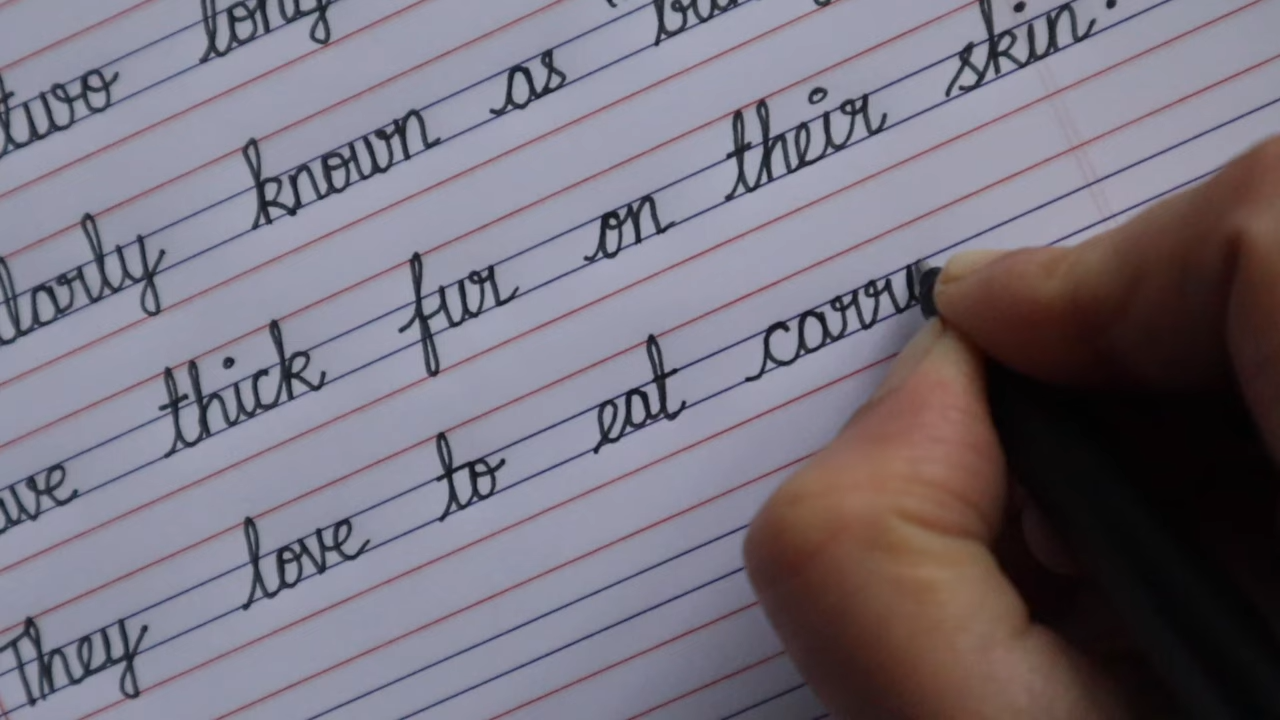 two long
larly known as
ve thick fur on their skin.
They love to eat carr